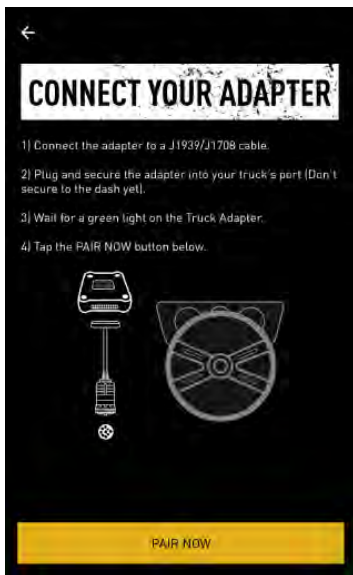 CONNECT YOUR ADAPTER
1) Connect the adapter to a J1939/J1708 cable.
2) Plug and secure the adapter into your truck's port (Don't
secure to the dash yet).
3) Wait for a green light on the Truck Adapter.
4) Tap the PAIR NOW button below.
PAIR NOW